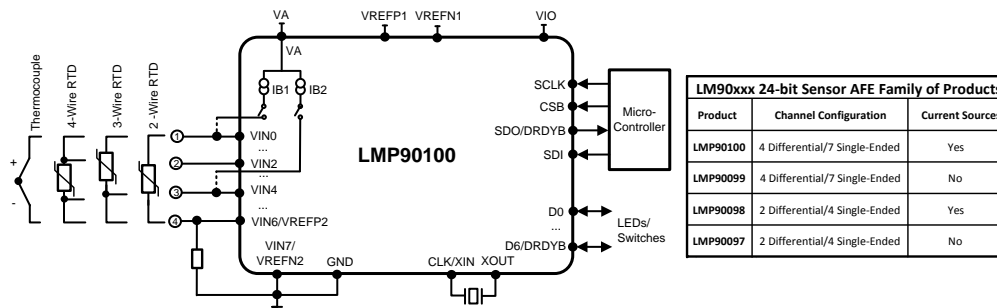 VA
VREFP1
VREFN1
VIO
VA
IB1
IB2
Thermocouple
4-Wire RTD
3-Wire RTD
2 -Wire RTD
+
-
1
2
3
4
VIN0
...
VIN2
...
VIN4
...
VIN6/VREFP2
VIN7/
VREFN2
GND
CLK/XIN
XOUT
LMP90100
SCLK
CSB
SDO/DRDYB
SDI
D0
...
D6/DRDYB
Micro-
Controller
LEDs/
Switches
LM90xxx 24-bit Sensor AFE Family of Products
Product Channel Configuration Current Sources
LMP90100 4 Differential/7 Single-Ended Yes
LMP90099 4 Differential/7 Single-Ended No
LMP90098 2 Differential/4 Single-Ended Yes
LMP90097 2 Differential/4 Single-Ended No